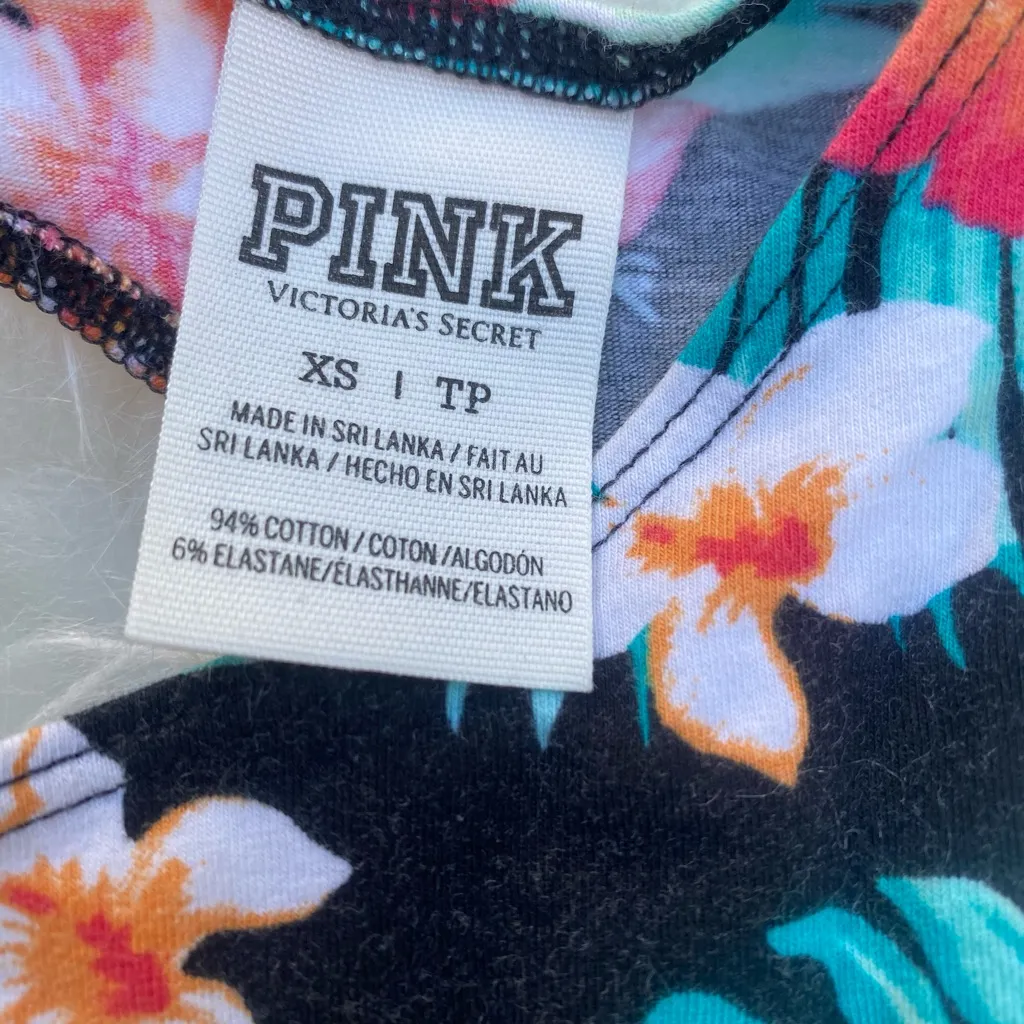 PINK
VICTORIA'S SECRET
XS | TP
MADE IN SRI LANKA / FAIT AU
SRI LANKA / HECHO EN SRI LANKA
94% COTTON / COTON / ALGODÓN
6% ELASTANE/ÉLASTHANNE/ELASTANO